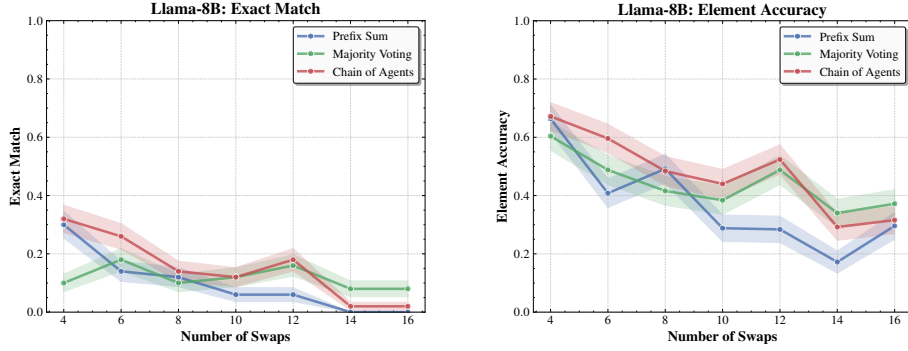 Llama-8B: Exact Match
1.0
0.8
0.6
0.4
0.2
0.0
Exact Match
Prefix Sum
Majority Voting
Chain of Agents
4 6 8 10 12 14 16
Number of Swaps
Llama-8B: Element Accuracy
1.0
0.8
0.6
0.4
0.2
0.0
Element Accuracy
Prefix Sum
Majority Voting
Chain of Agents
4 6 8 10 12 14 16
Number of Swaps